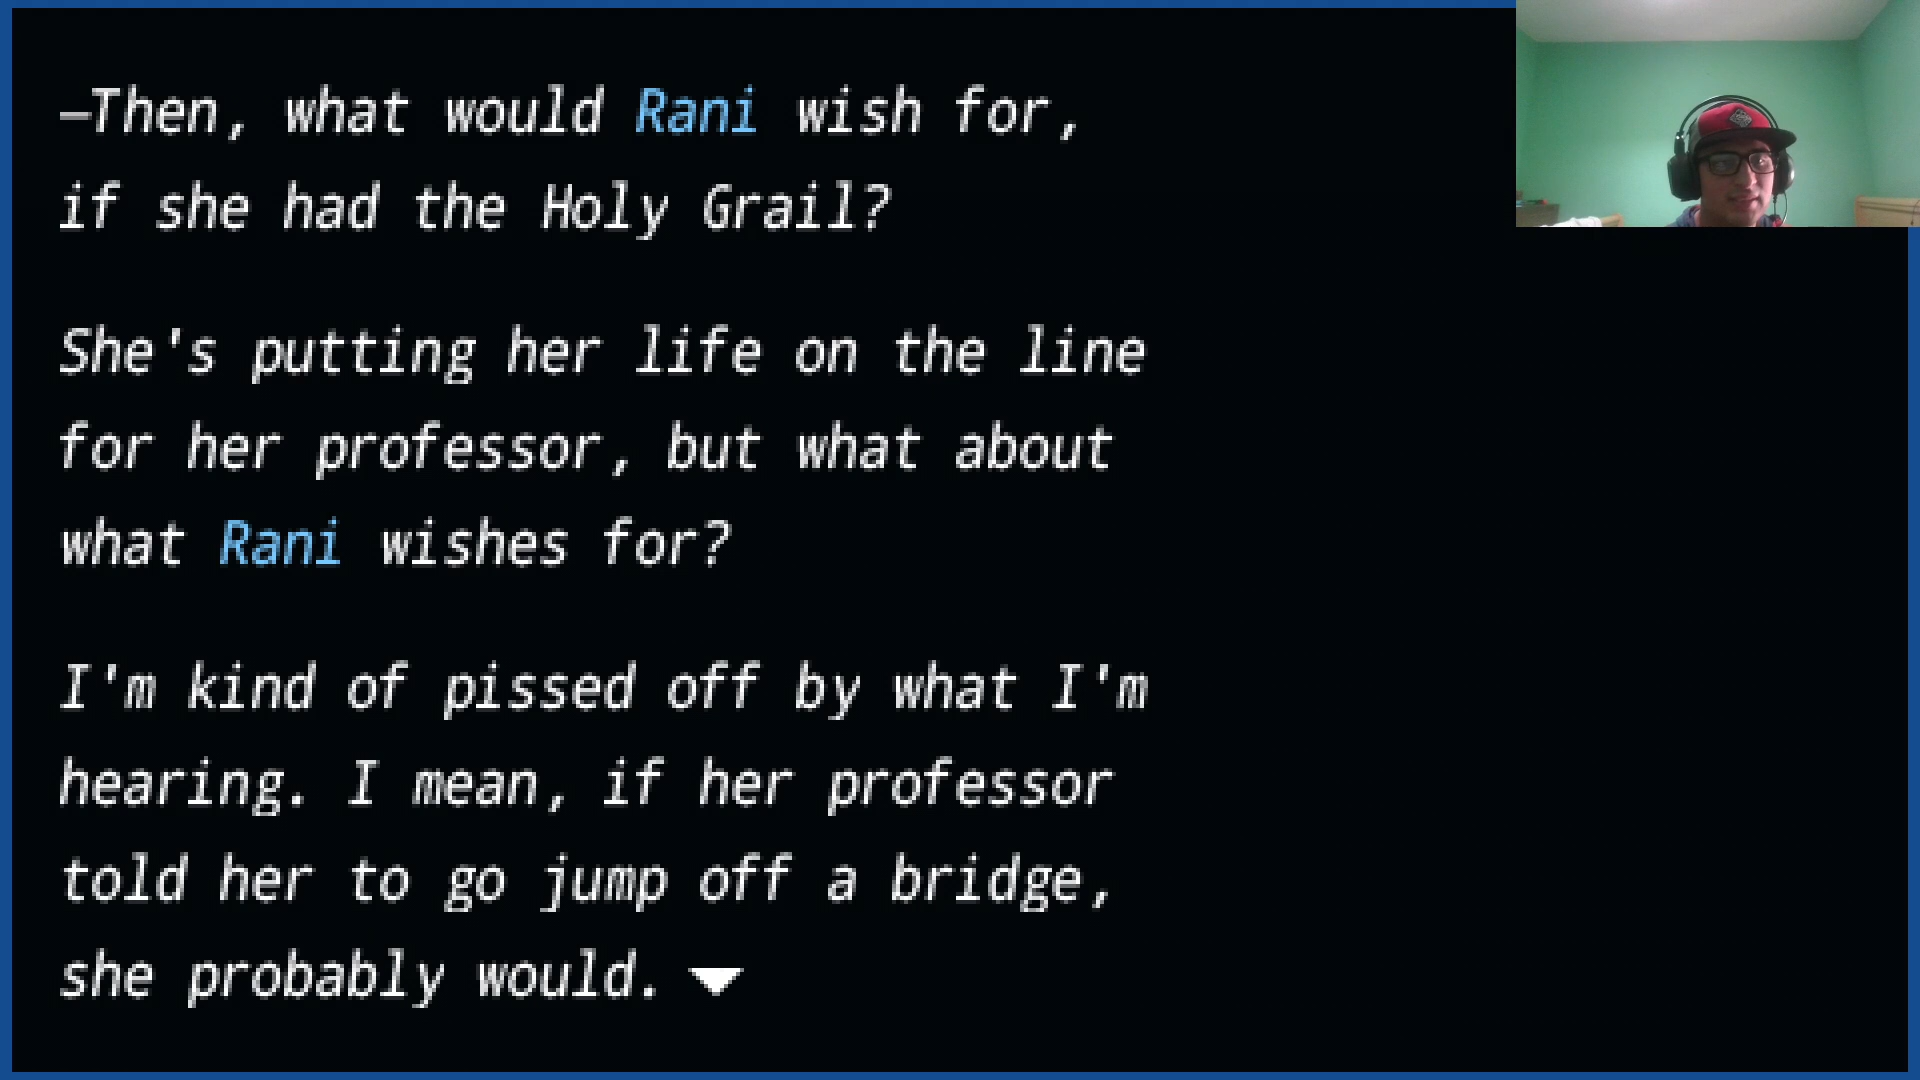 —Then, what would Rani wish for,
if she had the Holy Grail?
She's putting her life on the line
for her professor, but what about
what Rani wishes for?
I'm kind of pissed off by what I'm
hearing. I mean, if her professor
told her to go jump off a bridge,
she probably would.